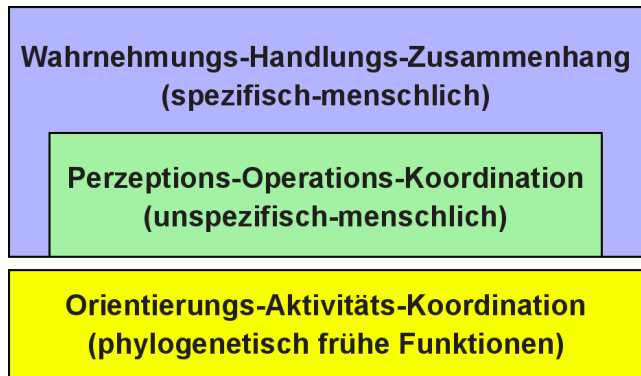 Wahrnehmungs-Handlungs-Zusammenhang
(spezifisch-menschlich)
Perzeptions-Operations-Koordination
(unspezifisch-menschlich)
Orientierungs-Aktivitäts-Koordination
(phylogenetisch frühe Funktionen)